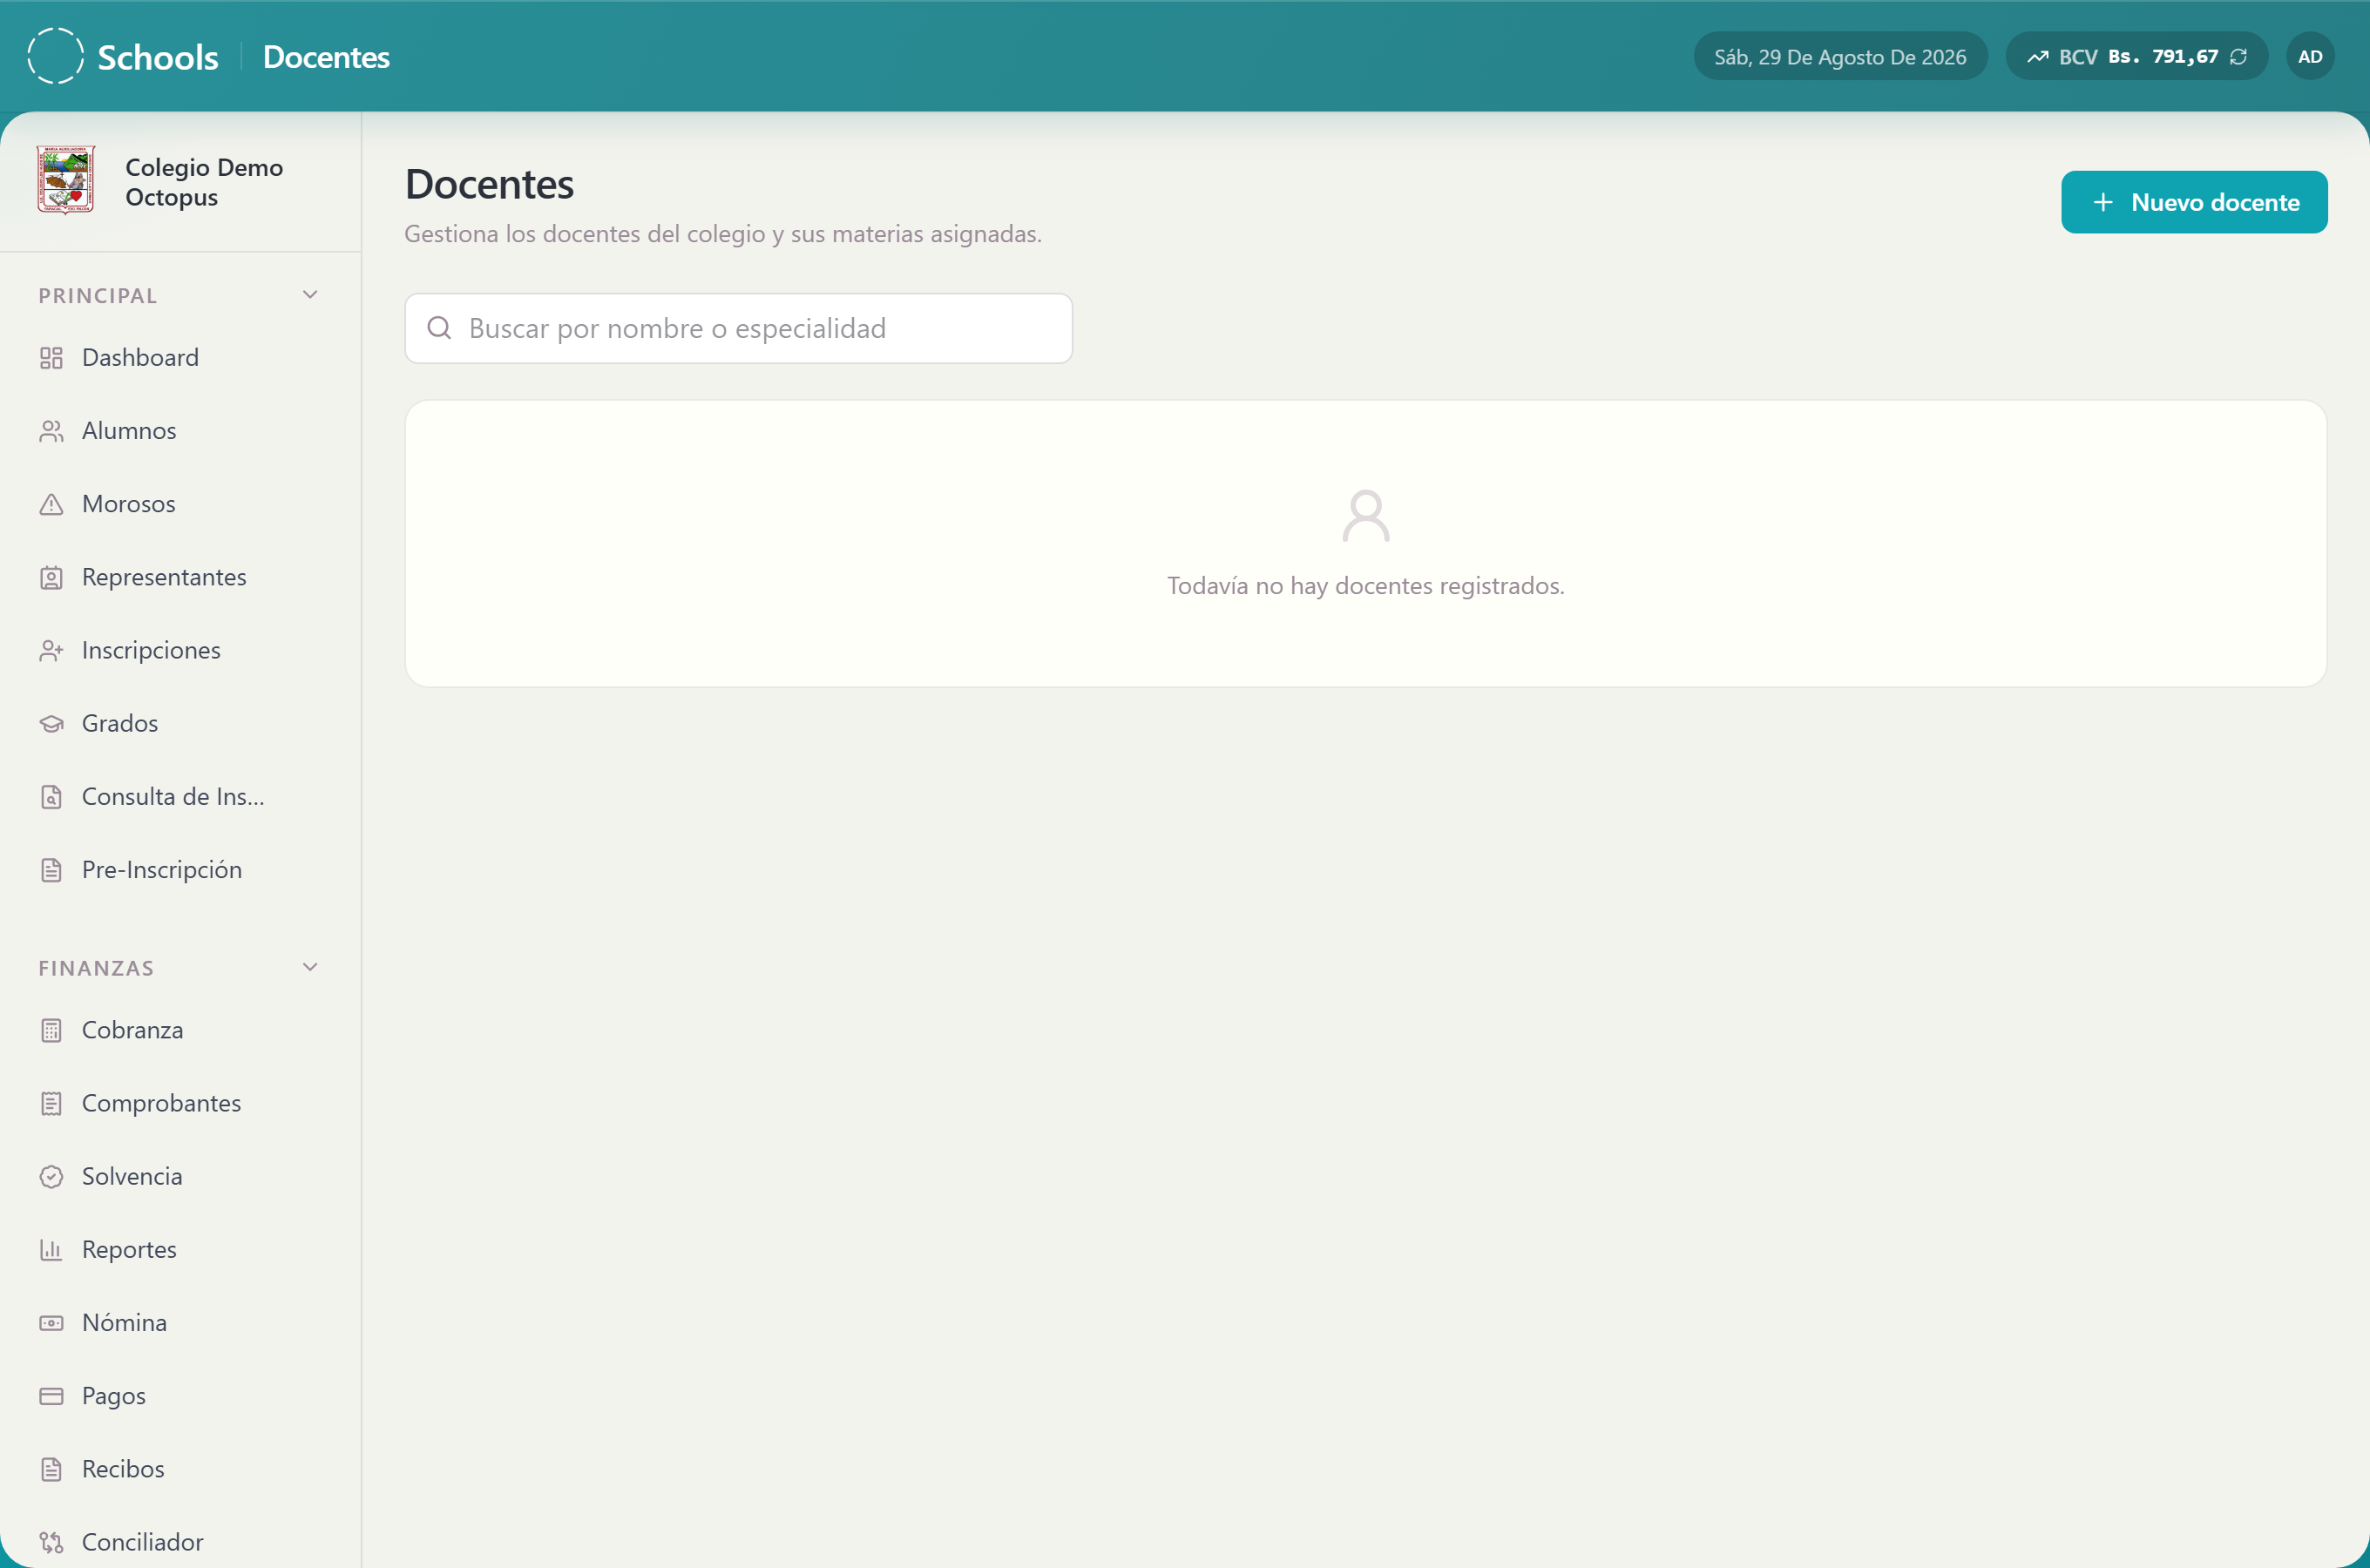 Schools
Docentes
Sáb, 29 De Agosto De 2026
BCV Bs. 791,67
AD
Colegio Demo
Octopus
Docentes
Gestiona los docentes del colegio y sus materias asignadas.
Nuevo docente
PRINCIPAL
Buscar por nombre o especialidad
Dashboard
Alumnos
Morosos
Todavía no hay docentes registrados.
Representantes
Inscripciones
Grados
Consulta de Ins...
Pre-Inscripción
FINANZAS
Cobranza
Comprobantes
Solvencia
Reportes
Nómina
Pagos
Recibos
Conciliador